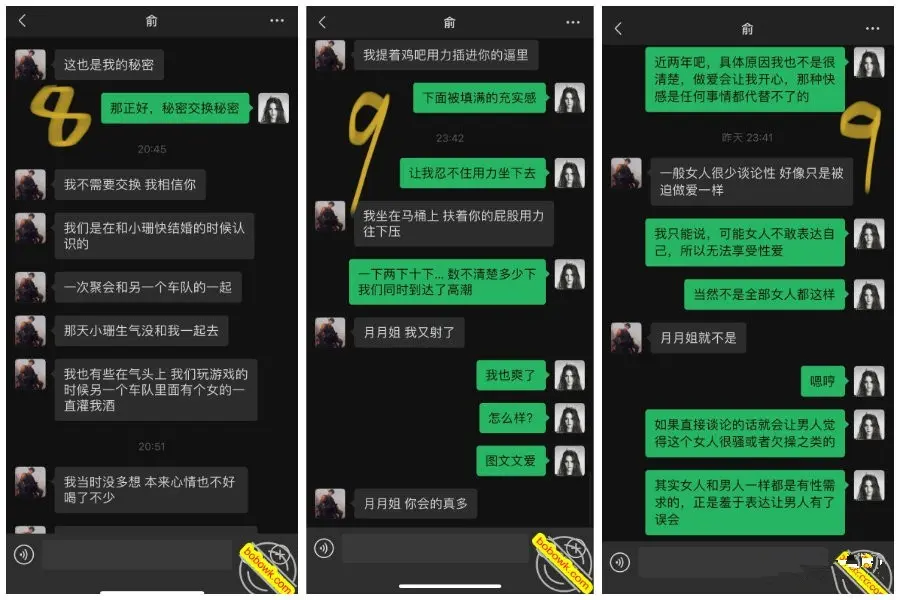 俞
这也是我的秘密
那正好，秘密交换秘密
8
20:45
我不需要交换 我相信你
我们是在和小珊快结婚的时候认
识的
一次聚会和另一个车队的一起
那天小珊生气没和我一起去
我也有些在气头上 我们玩游戏的
时候另一个车队里面有个女的一
直灌我酒
20:51
我当时没多想 本来心情也不好
喝了不少
bobowk.com
俞
我提着鸡吧用力插进你的逼里
下面被填满的充实感
9
23:42
让我忍不住用力坐下去
我坐在马桶上 扶着你的屁股用力
往下压
一下两下十下... 数不清楚多少下
我们同时到达了高潮
月月姐 我又射了
我也爽了
怎么样？
图文文爱
月月姐 你会的真多
bobowk.com
俞
近两年吧，具体原因我也不是很
清楚，做爱会让我开心，那种快
感是任何事情都代替不了的
昨天 23:41
9
一般女人很少谈论性 好像只是被
迫做爱一样
我只能说，可能女人不敢表达自
己，所以无法享受性爱
当然不是全部女人都这样
月月姐就不是
嗯哼
如果直接谈论的话就会让男人觉
得这个女人很骚或者欠操之类的
其实女人和男人一样都是有性需
求的，正是羞于表达让男人有了
误会